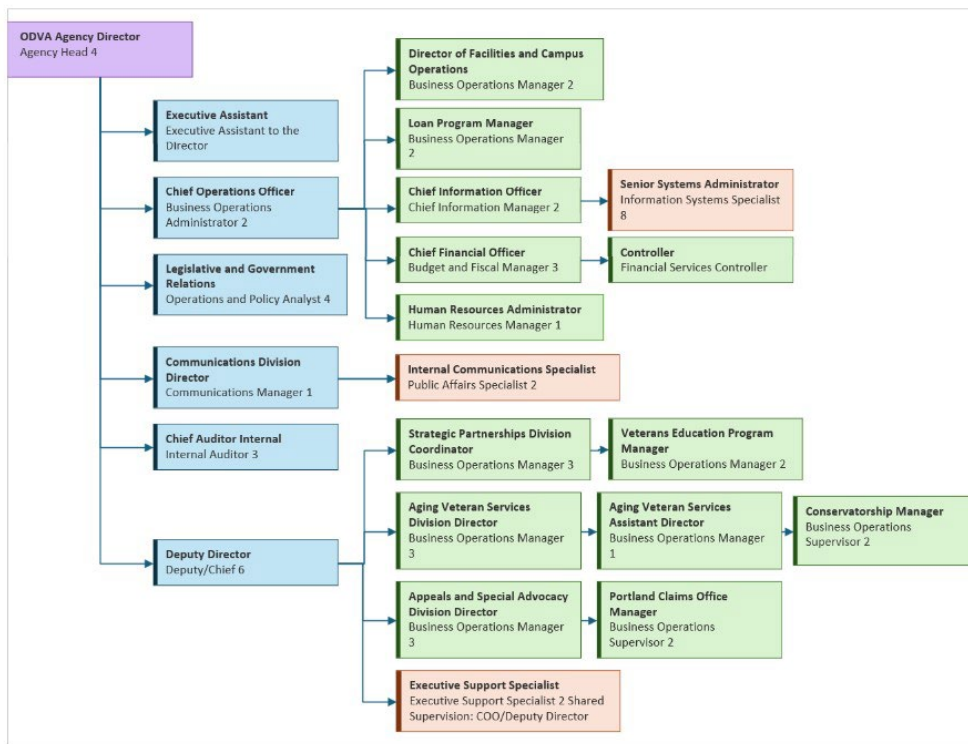 ODVA Agency Director
Agency Head 4
Executive Assistant
Executive Assistant to the
Director
Chief Operations Officer
Business Operations
Administrator 2
Legislative and Government
Relations
Operations and Policy Analyst 4
Communications Division
Director
Communications Manager 1
Chief Auditor Internal
Internal Auditor 3
Deputy Director
Deputy/Chief 6
Director of Facilities and Campus
Operations
Business Operations Manager 2
Loan Program Manager
Business Operations Manager
2
Chief Information Officer
Chief Information Manager 2
Senior Systems Administrator
Information Systems Specialist
8
Chief Financial Officer
Budget and Fiscal Manager 3
Controller
Financial Services Controller
Human Resources Administrator
Human Resources Manager 1
Internal Communications Specialist
Public Affairs Specialist 2
Strategic Partnerships Division
Coordinator
Business Operations Manager 3
Veterans Education Program
Manager
Business Operations Manager 2
Aging Veteran Services
Division Director
Business Operations Manager
3
Aging Veteran Services
Assistant Director
Business Operations Manager
1
Conservatorship Manager
Business Operations
Supervisor 2
Appeals and Special Advocacy
Division Director
Business Operations Manager
3
Portland Claims Office
Manager
Business Operations
Supervisor 2
Executive Support Specialist
Executive Support Specialist 2 Shared
Supervision: COO/Deputy Director